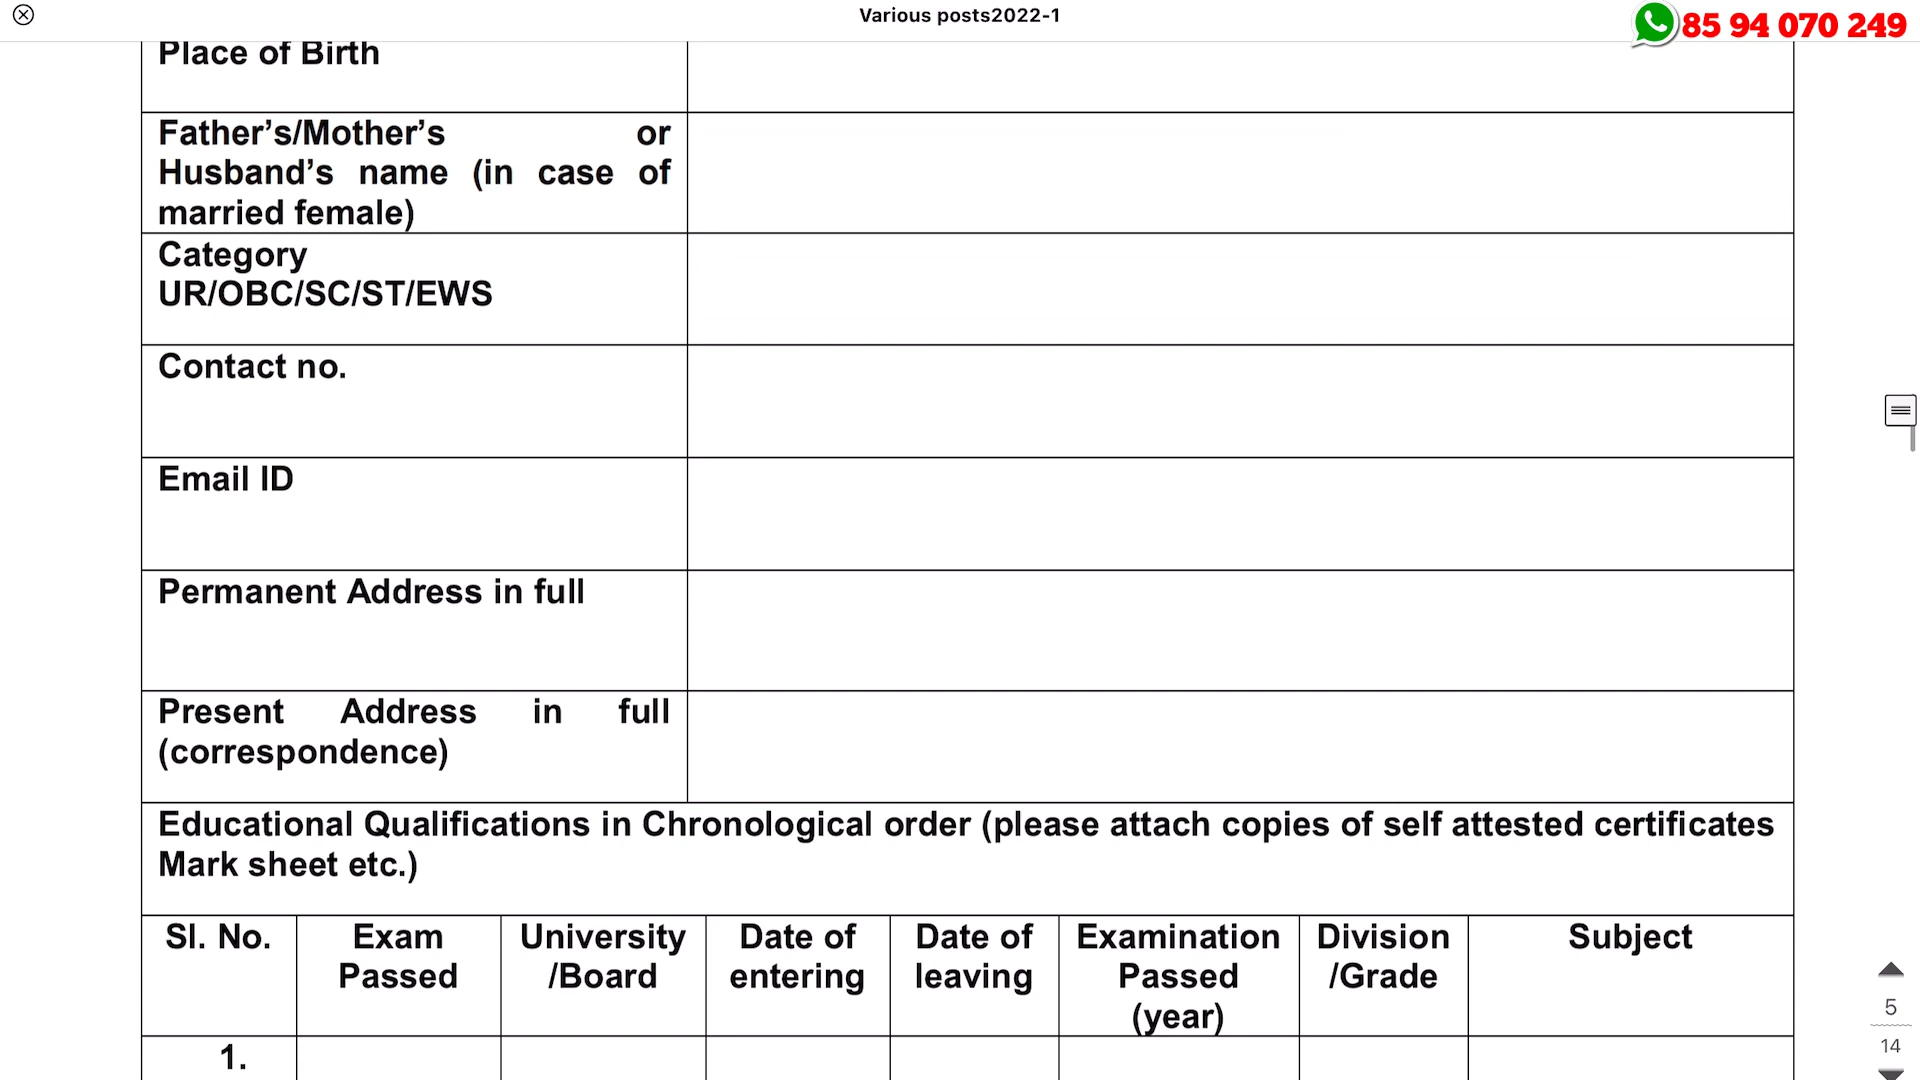 Various posts2022-1
85 94 070 249
Place of Birth
Father’s/Mother’s or
Husband’s name (in case of
married female)
Category
UR/OBC/SC/ST/EWS
Contact no.
Email ID
Permanent Address in full
Present Address in full
(correspondence)
Educational Qualifications in Chronological order (please attach copies of self attested certificates
Mark sheet etc.)
Sl. No.
Exam
Passed
University
/Board
Date of
entering
Date of
leaving
Examination
Passed
(year)
Division
/Grade
Subject
1.
5
14